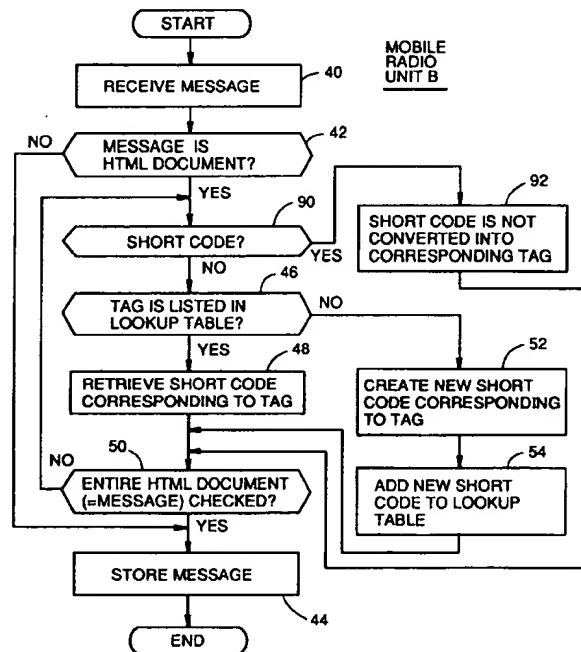 START
MOBILE
RADIO
UNIT B
40
RECEIVE MESSAGE
42
NO
MESSAGE IS
HTML DOCUMENT?
YES
90
92
SHORT CODE?
YES
SHORT CODE IS NOT
CONVERTED INTO
CORRESPONDING TAG
NO
46
TAG IS LISTED IN
LOOKUP TABLE?
NO
YES
48
52
RETRIEVE SHORT CODE
CORRESPONDING TO TAG
CREATE NEW SHORT
CODE CORRESPONDING
TO TAG
NO
50
54
ENTIRE HTML DOCUMENT
(=MESSAGE) CHECKED?
ADD NEW SHORT
CODE TO LOOKUP
TABLE
YES
STORE MESSAGE
44
END